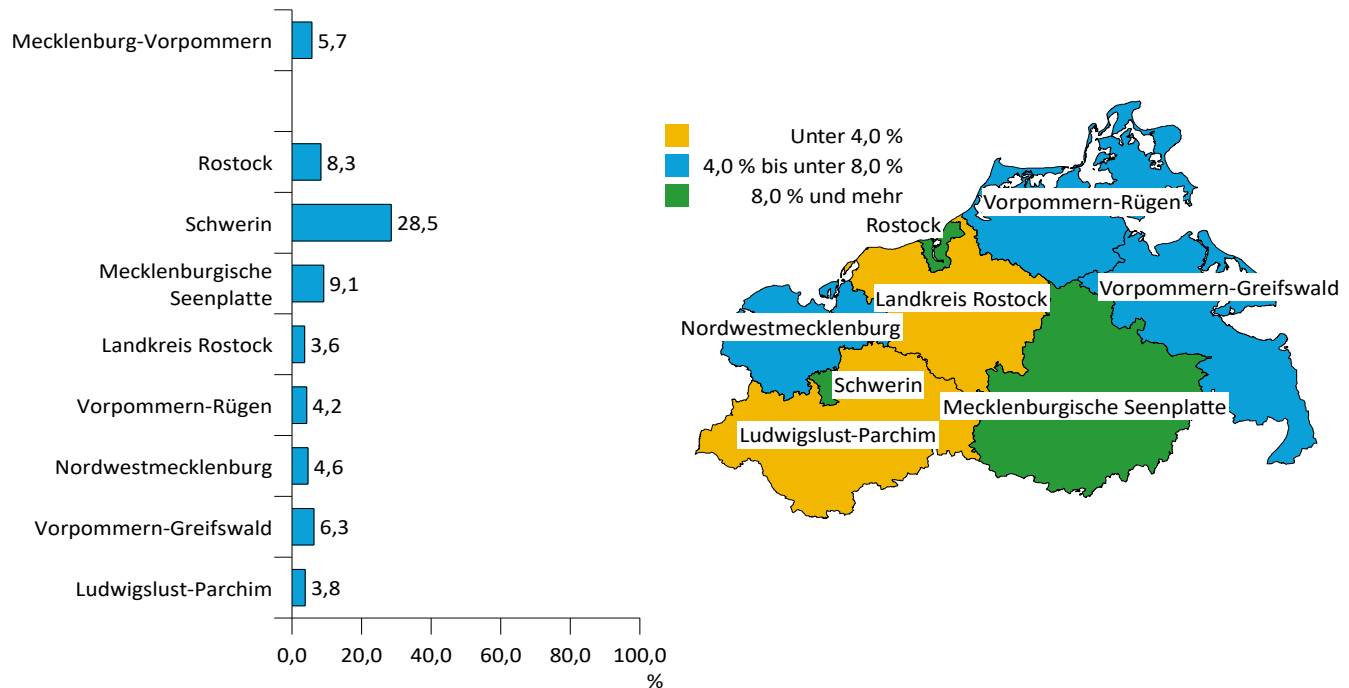 Mecklenburg-Vorpommern
5,7
Rostock
8,3
Schwerin
28,5
Mecklenburgische
Seenplatte
9,1
Landkreis Rostock
3,6
Vorpommern-Rügen
4,2
Nordwestmecklenburg
4,6
Vorpommern-Greifswald
6,3
Ludwigslust-Parchim
3,8
0,0 20,0 40,0 60,0 80,0 100,0
%
Unter 4,0 %
4,0 % bis unter 8,0 %
8,0 % und mehr
Vorpommern-Rügen
Rostock
Vorpommern-Greifswald
Landkreis Rostock
Nordwestmecklenburg
Schwerin
Mecklenburgische Seenplatte
Ludwigslust-Parchim